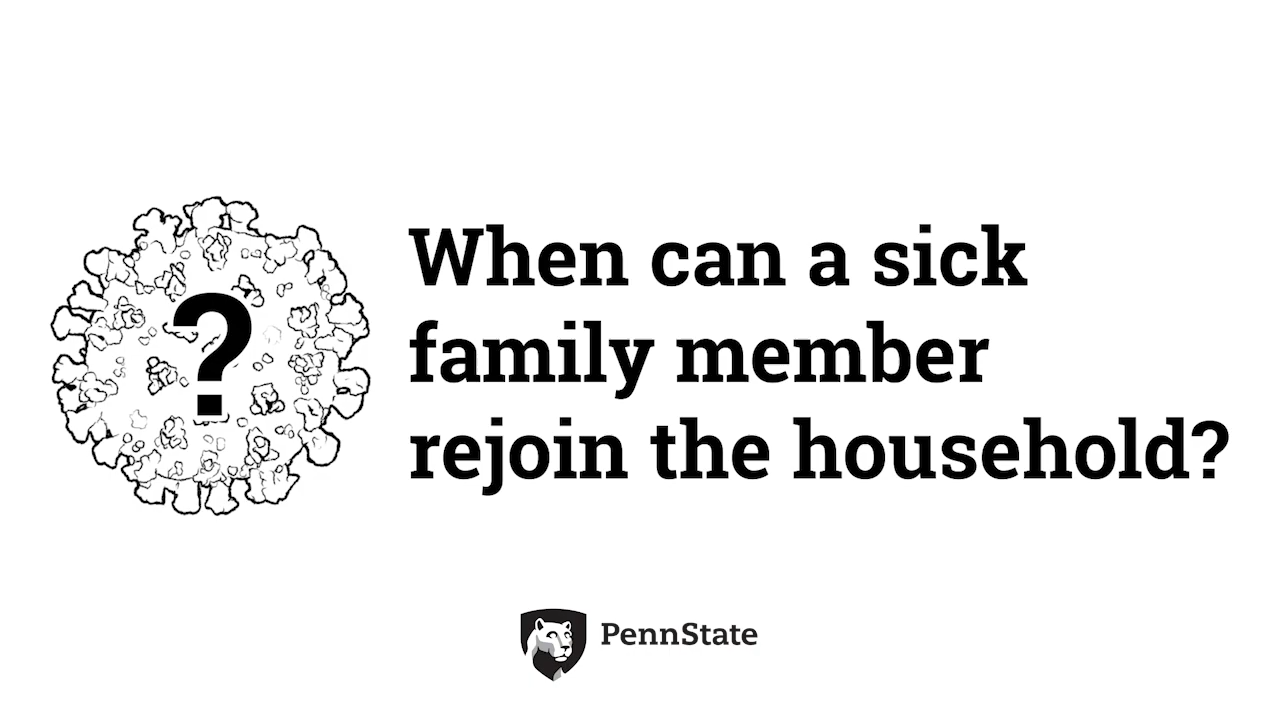 ?
When can a sick
family member
rejoin the household?
PennState